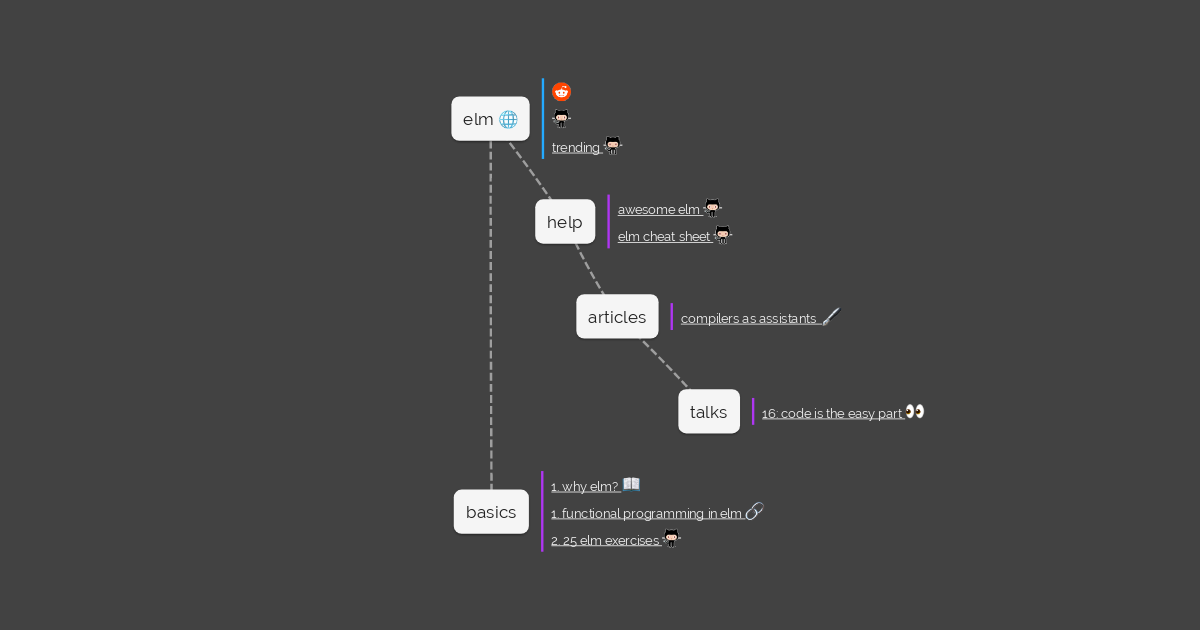 elm
trending
help
awesome elm
elm cheat sheet
articles
compilers as assistants
talks
16: code is the easy part
basics
1. why elm?
1. functional programming in elm
2. 25 elm exercises